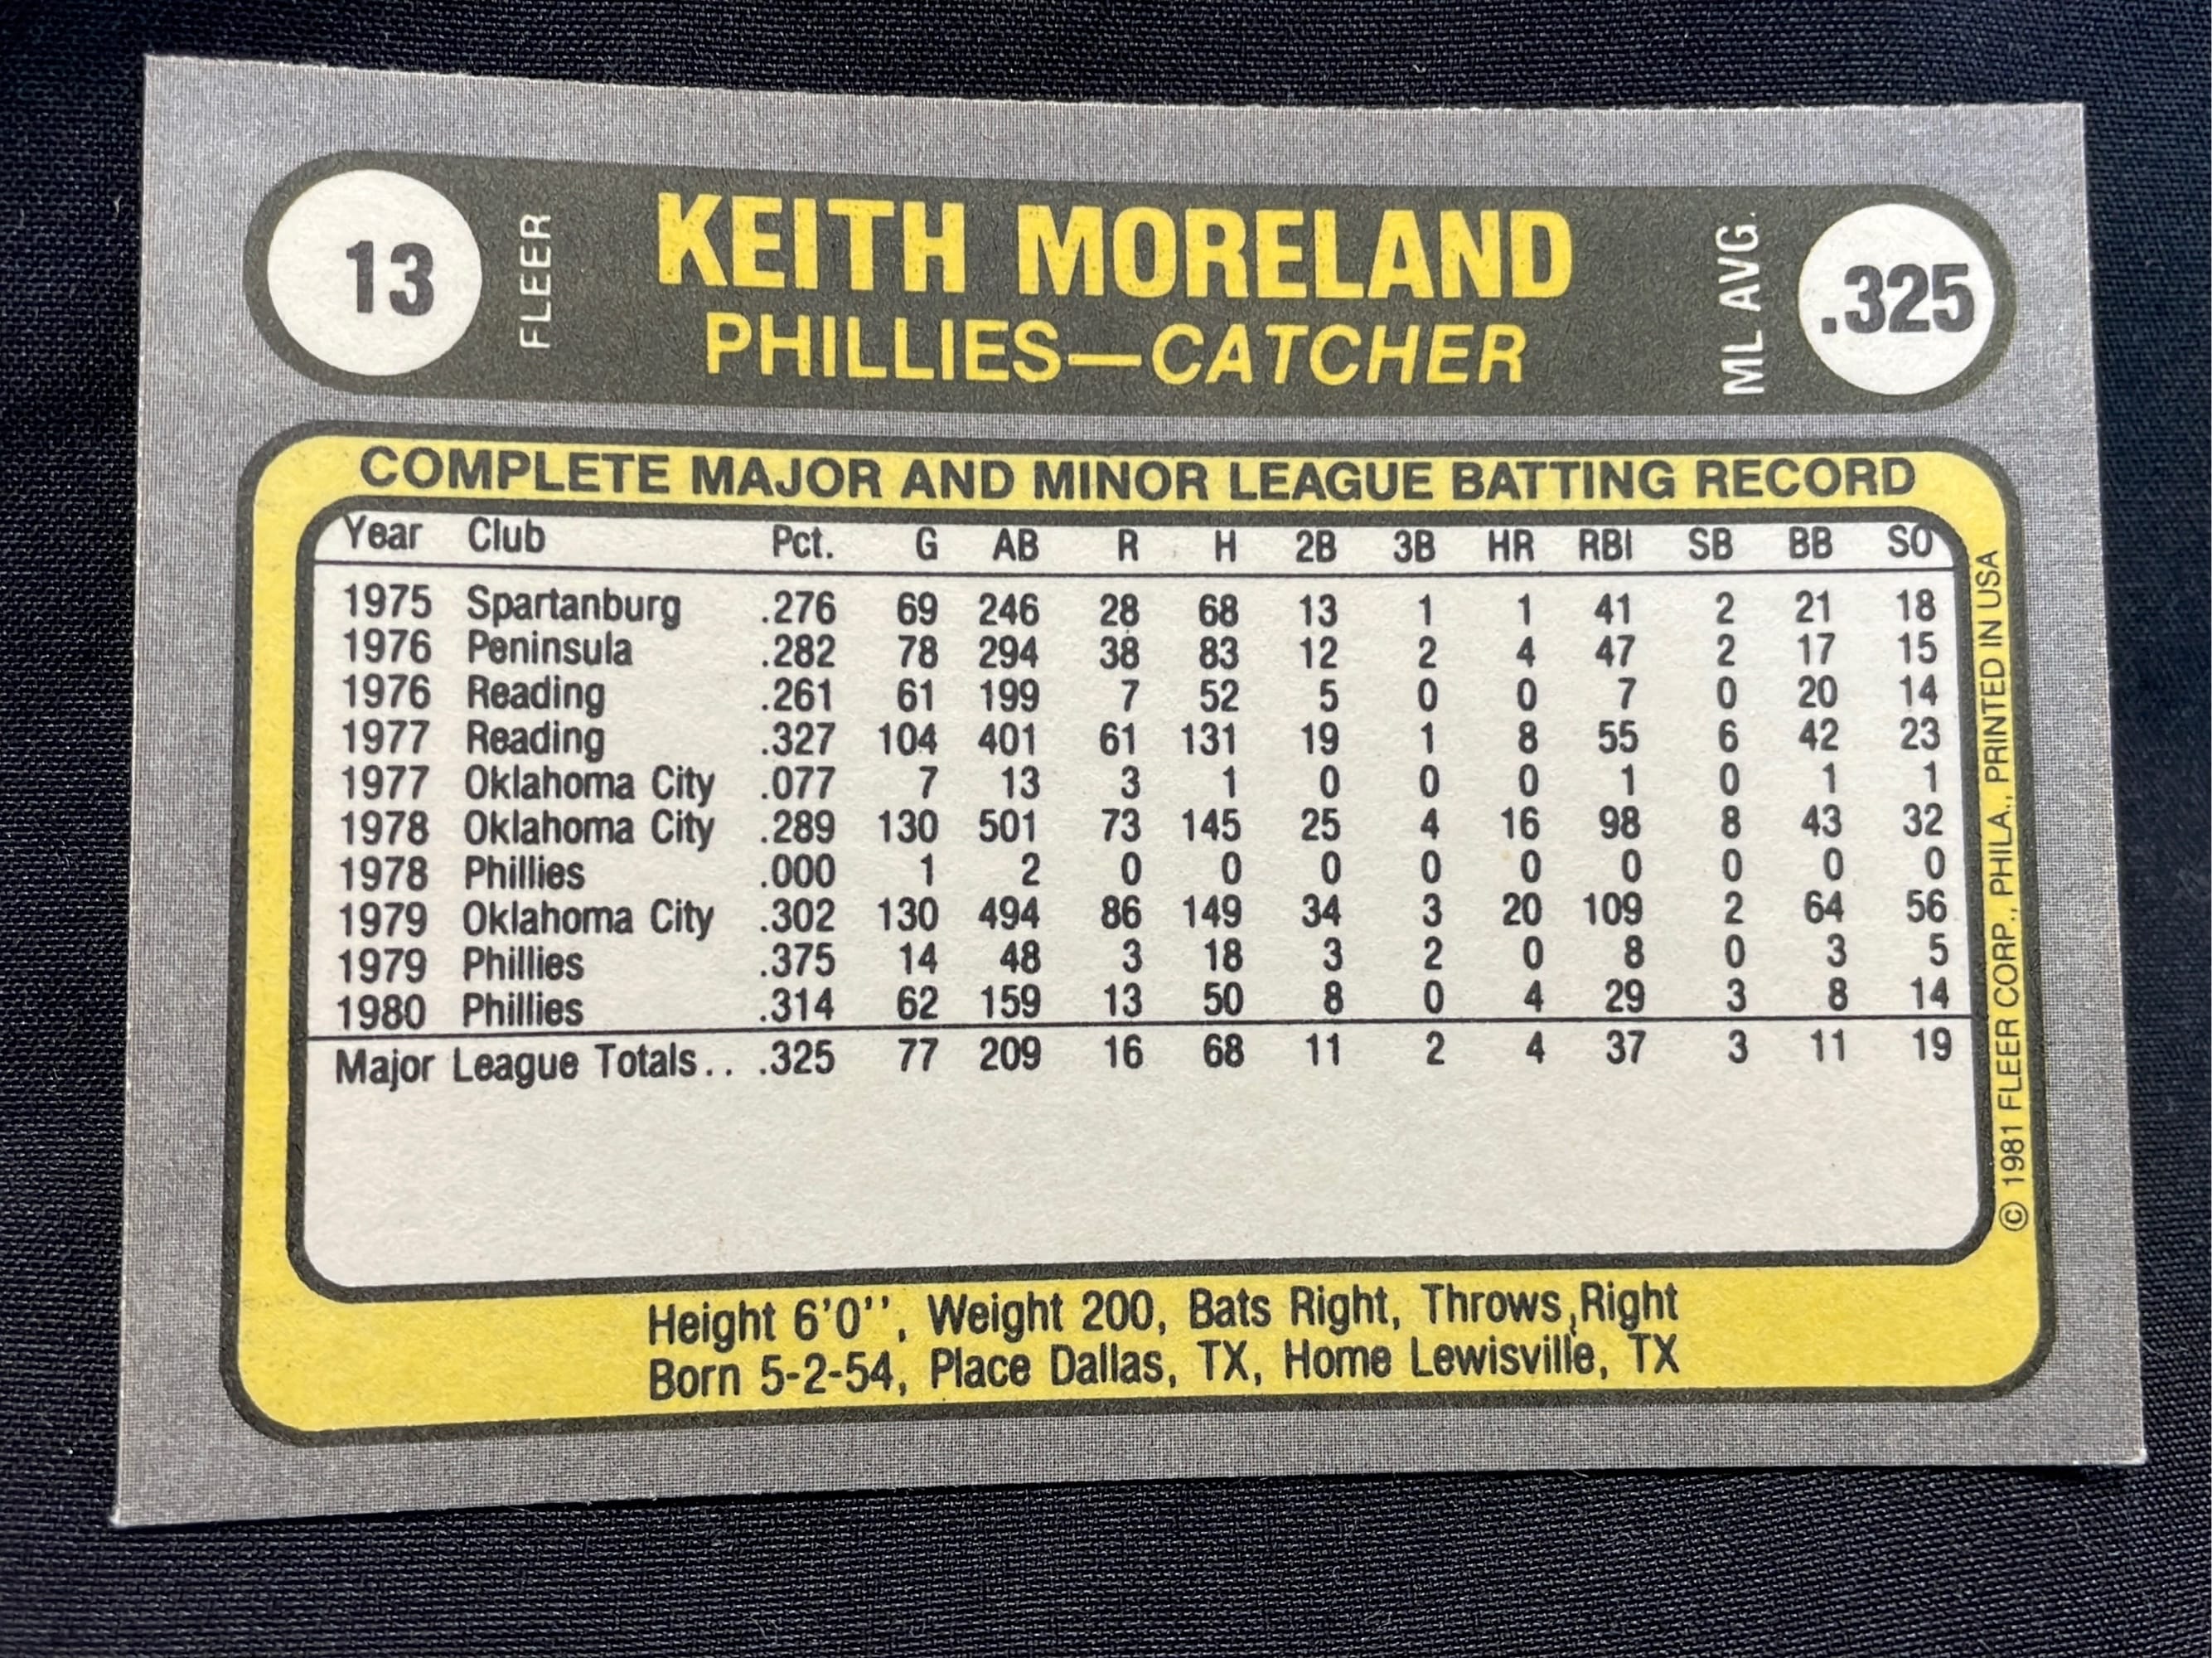 13 FLEER KEITH MORELAND ML AVG. .325
PHILLIES—CATCHER
COMPLETE MAJOR AND MINOR LEAGUE BATTING RECORD
Year Club Pct. G AB R H 2B 3B HR RBI SB BB SO
1975 Spartanburg .276 69 246 28 68 13 1 1 41 2 21 18
1976 Peninsula .282 78 294 38 83 12 2 4 47 2 17 15
1976 Reading .261 61 199 7 52 5 0 0 7 0 20 14
1977 Reading .327 104 401 61 131 19 1 8 55 6 42 23
1977 Oklahoma City .077 7 13 3 1 0 0 0 1 0 1 1
1978 Oklahoma City .289 130 501 73 145 25 4 16 98 8 43 32
1978 Phillies .000 1 2 0 0 0 0 0 0 0 0 0
1979 Oklahoma City .302 130 494 86 149 34 3 20 109 2 64 56
1979 Phillies .375 14 48 3 18 3 2 0 8 0 3 5
1980 Phillies .314 62 159 13 50 8 0 4 29 3 8 14
Major League Totals.. .325 77 209 16 68 11 2 4 37 3 11 19
Height 6'0'', Weight 200, Bats Right, Throws,Right
Born 5-2-54, Place Dallas, TX, Home Lewisville, TX
© 1981 FLEER CORP., PHILA., PRINTED IN USA